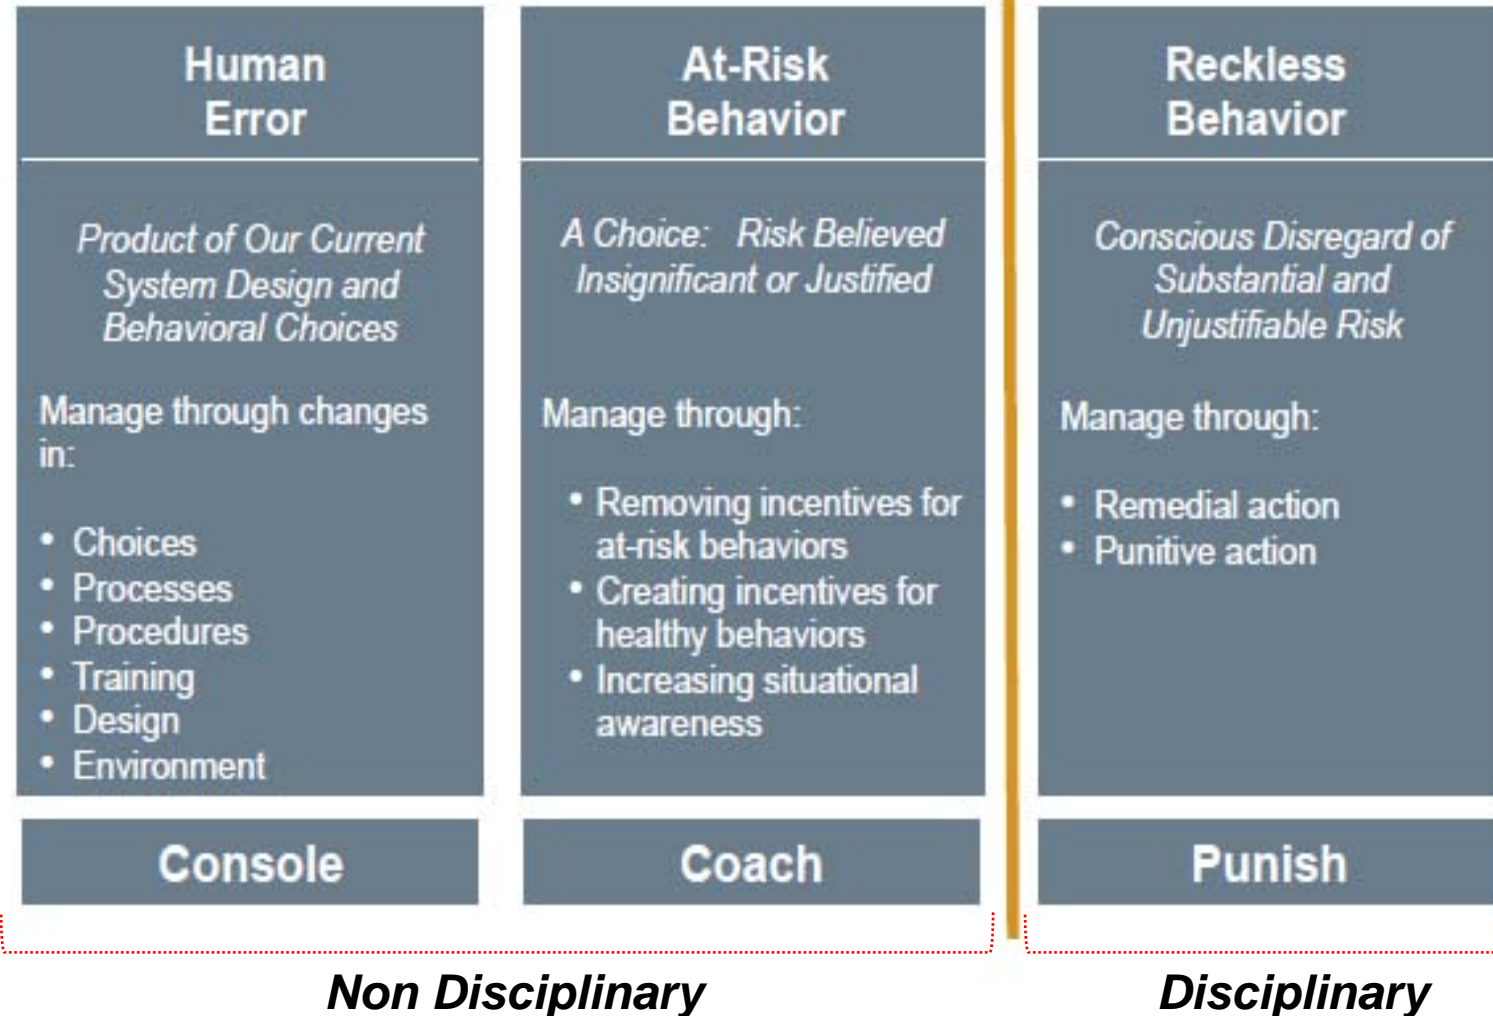 Human
Error
Product of Our Current
System Design and
Behavioral Choices
Manage through changes
in:
• Choices
• Processes
• Procedures
• Training
• Design
• Environment
Console
At-Risk
Behavior
A Choice: Risk Believed
Insignificant or Justified
Manage through:
• Removing incentives for
at-risk behaviors
• Creating incentives for
healthy behaviors
• Increasing situational
awareness
Coach
Reckless
Behavior
Conscious Disregard of
Substantial and
Unjustifiable Risk
Manage through:
• Remedial action
• Punitive action
Punish
Non Disciplinary
Disciplinary